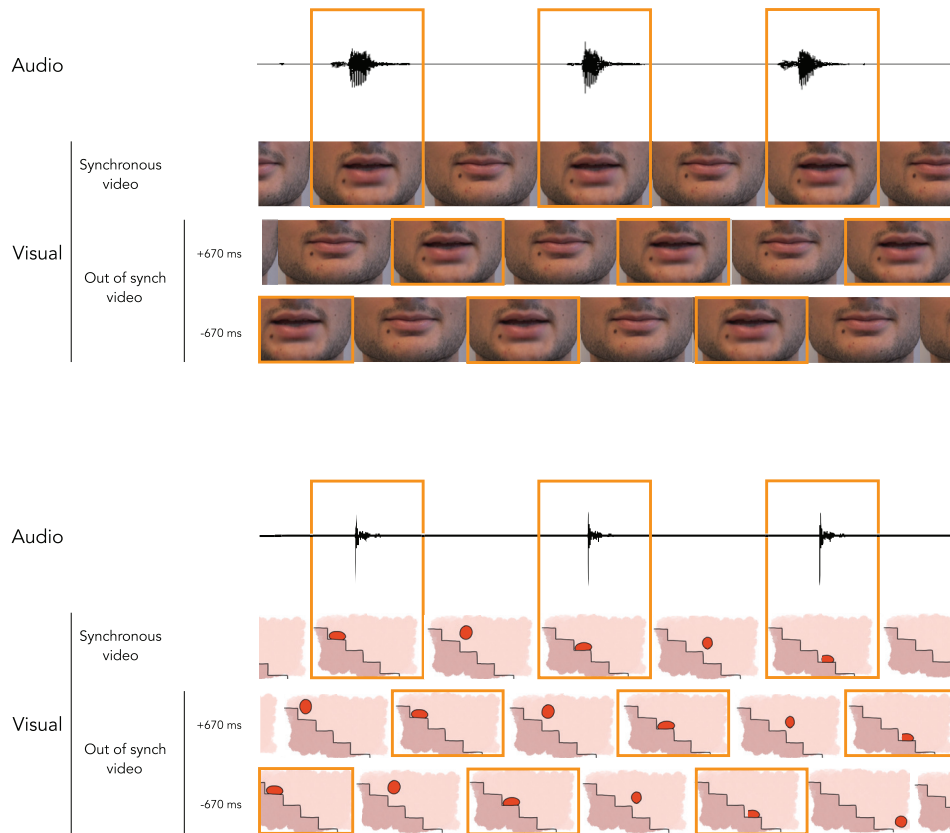 Audio
Synchronous
video
Visual
+670 ms
Out of synch
video
-670 ms
Audio
Synchronous
video
Visual
+670 ms
Out of synch
video
-670 ms